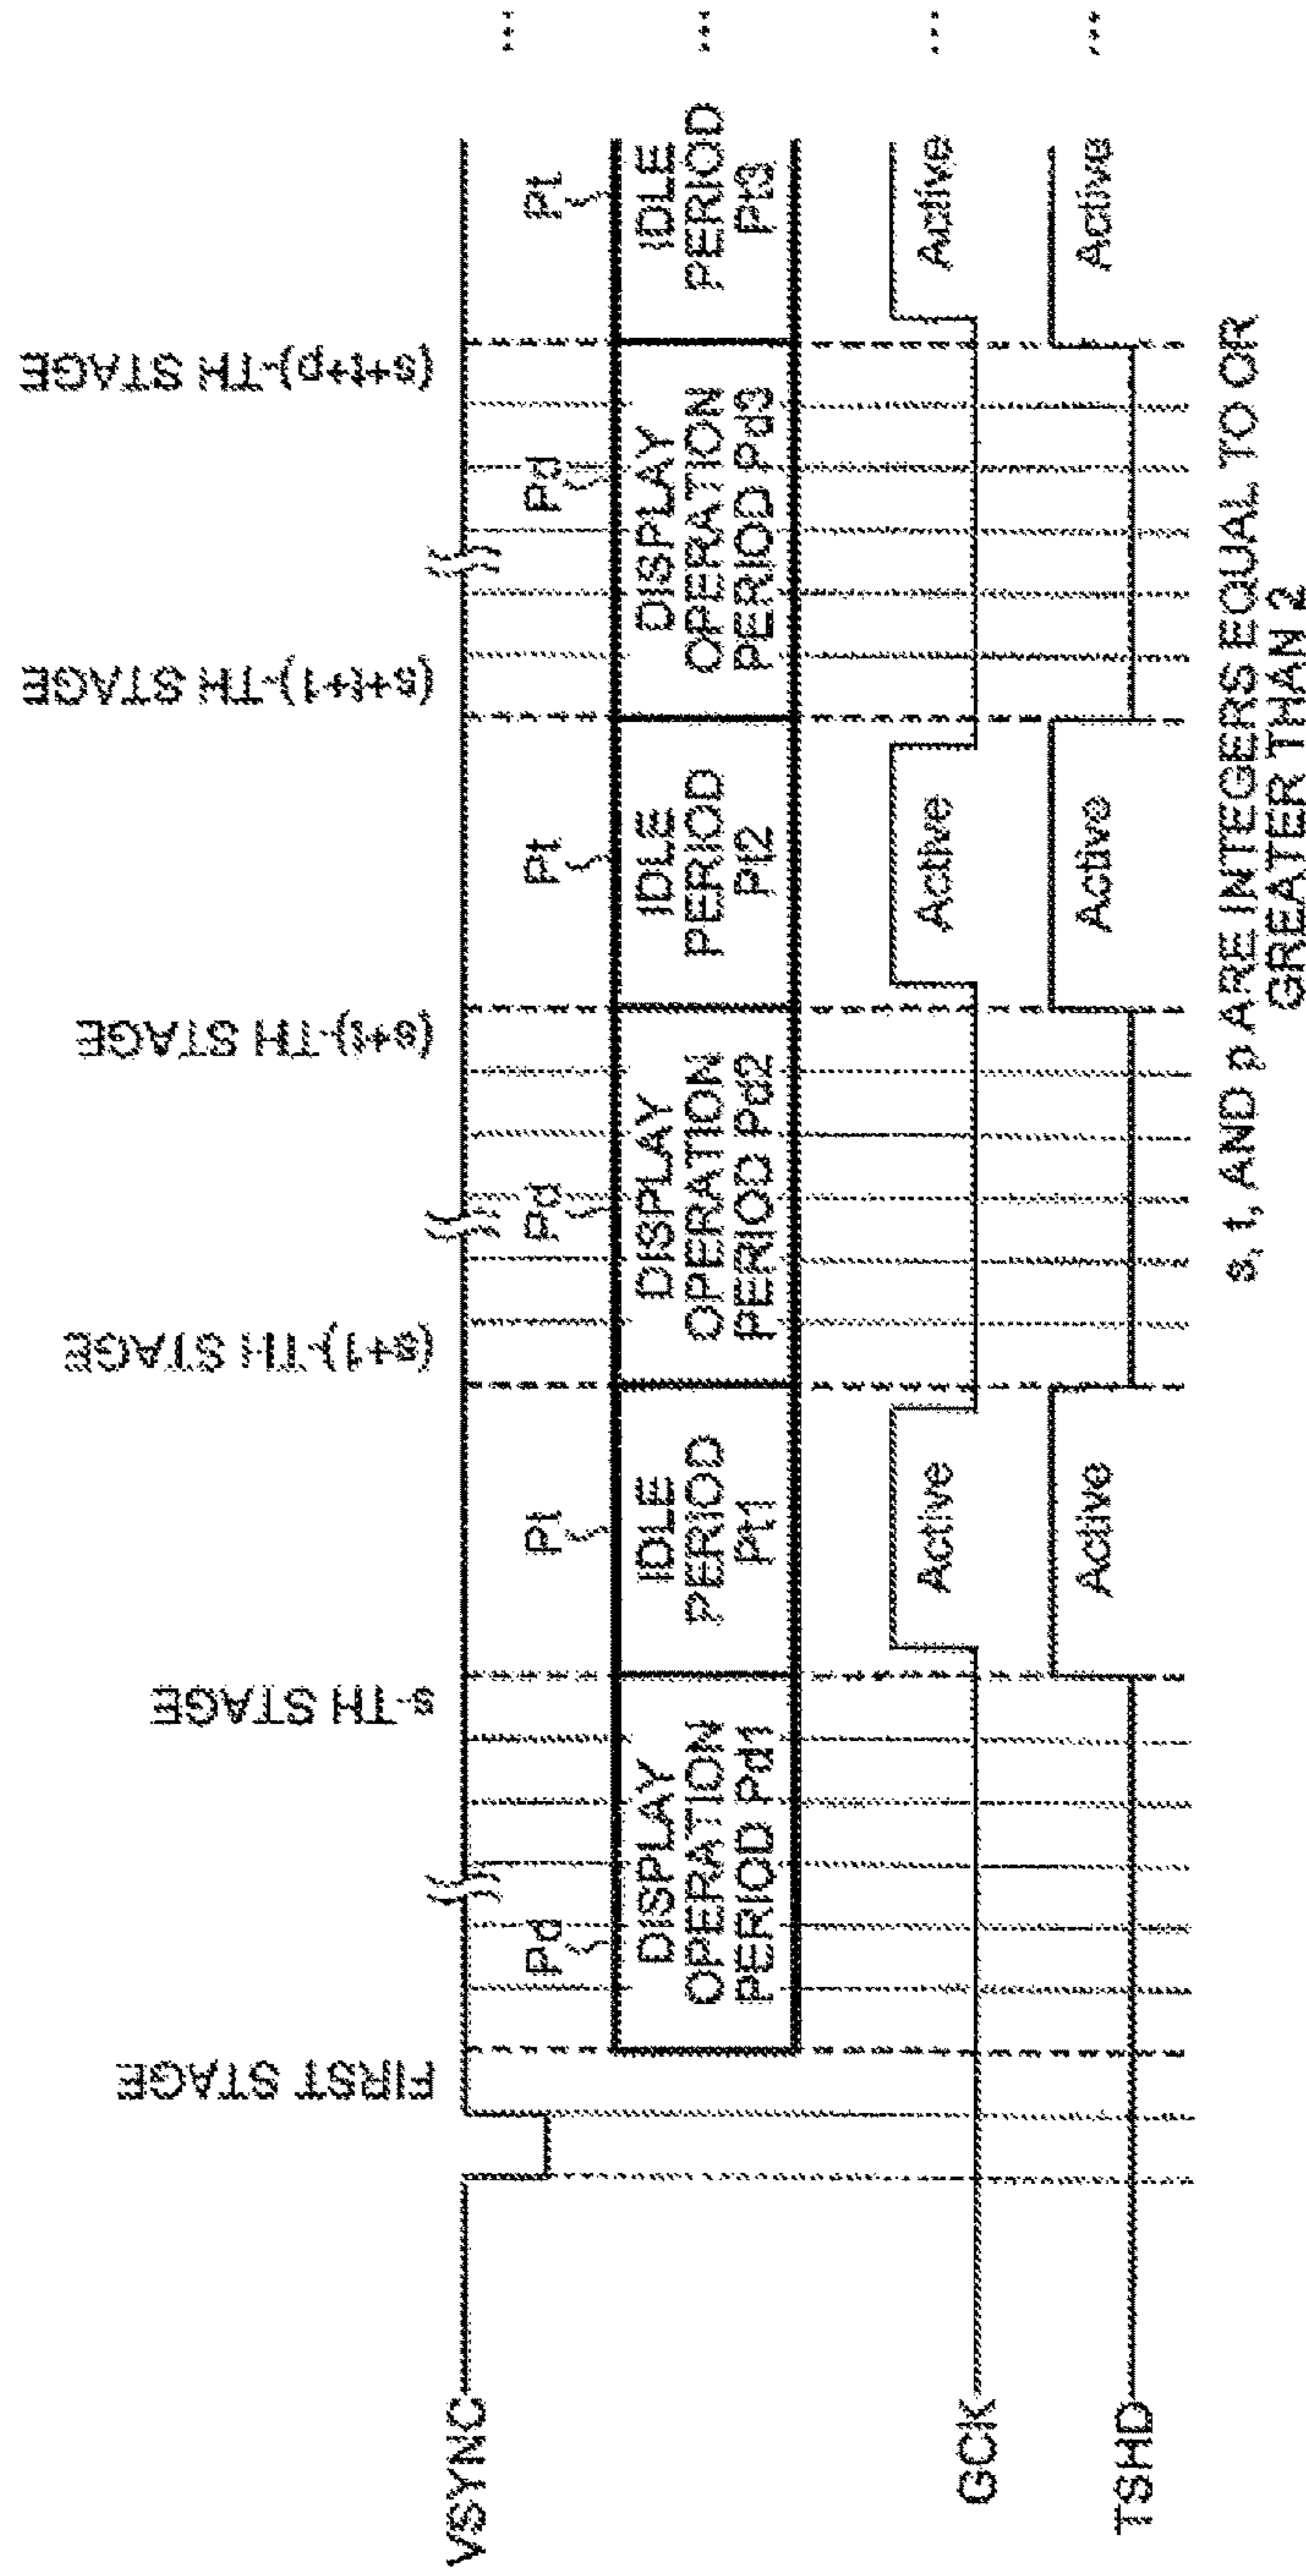 FIRST STAGE
s-TH STAGE
(s+1)-TH STAGE
(s+t)-TH STAGE
(s+t+1)-TH STAGE
(s+t+p)-TH STAGE
VSYNC
Pd
Pt
Pd
Pt
Pd
Pt
...
DISPLAY
OPERATION
PERIOD Pd1
IDLE
PERIOD
Pt1
DISPLAY
OPERATION
PERIOD Pd2
IDLE
PERIOD
Pt2
DISPLAY
OPERATION
PERIOD Pd3
IDLE
PERIOD
Pt3
...
GCK
Active
Active
Active
...
TSHD
Active
Active
Active
...
s, t, AND p ARE INTEGERS EQUAL TO OR
GREATER THAN 2